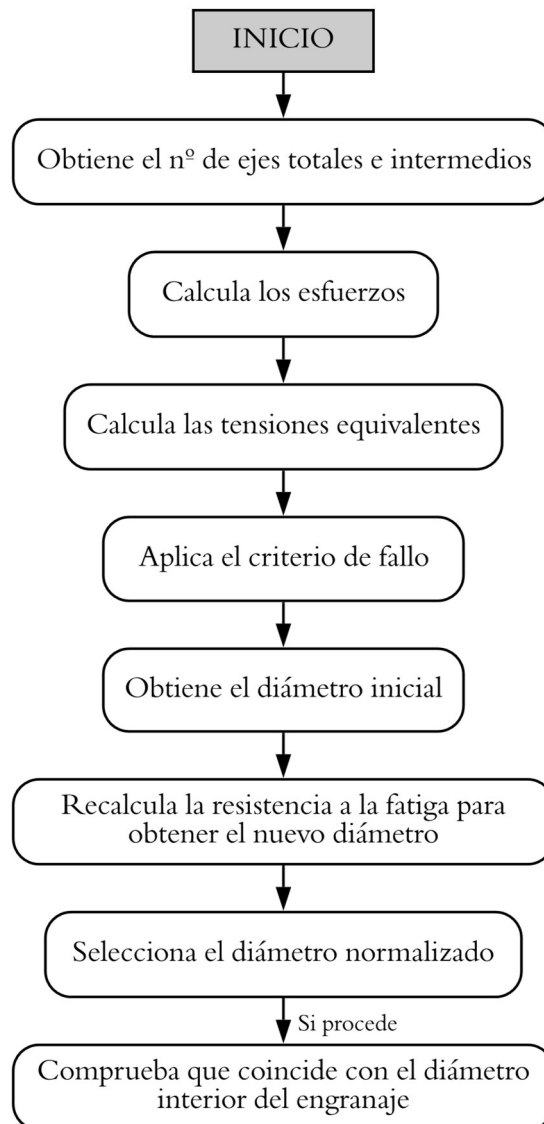 INICIO
Obtiene el nº de ejes totales e intermedios
Calcula los esfuerzos
Calcula las tensiones equivalentes
Aplica el criterio de fallo
Obtiene el diámetro inicial
Recalcula la resistencia a la fatiga para
obtener el nuevo diámetro
Selecciona el diámetro normalizado
Si procede
Comprueba que coincide con el diámetro
interior del engranaje